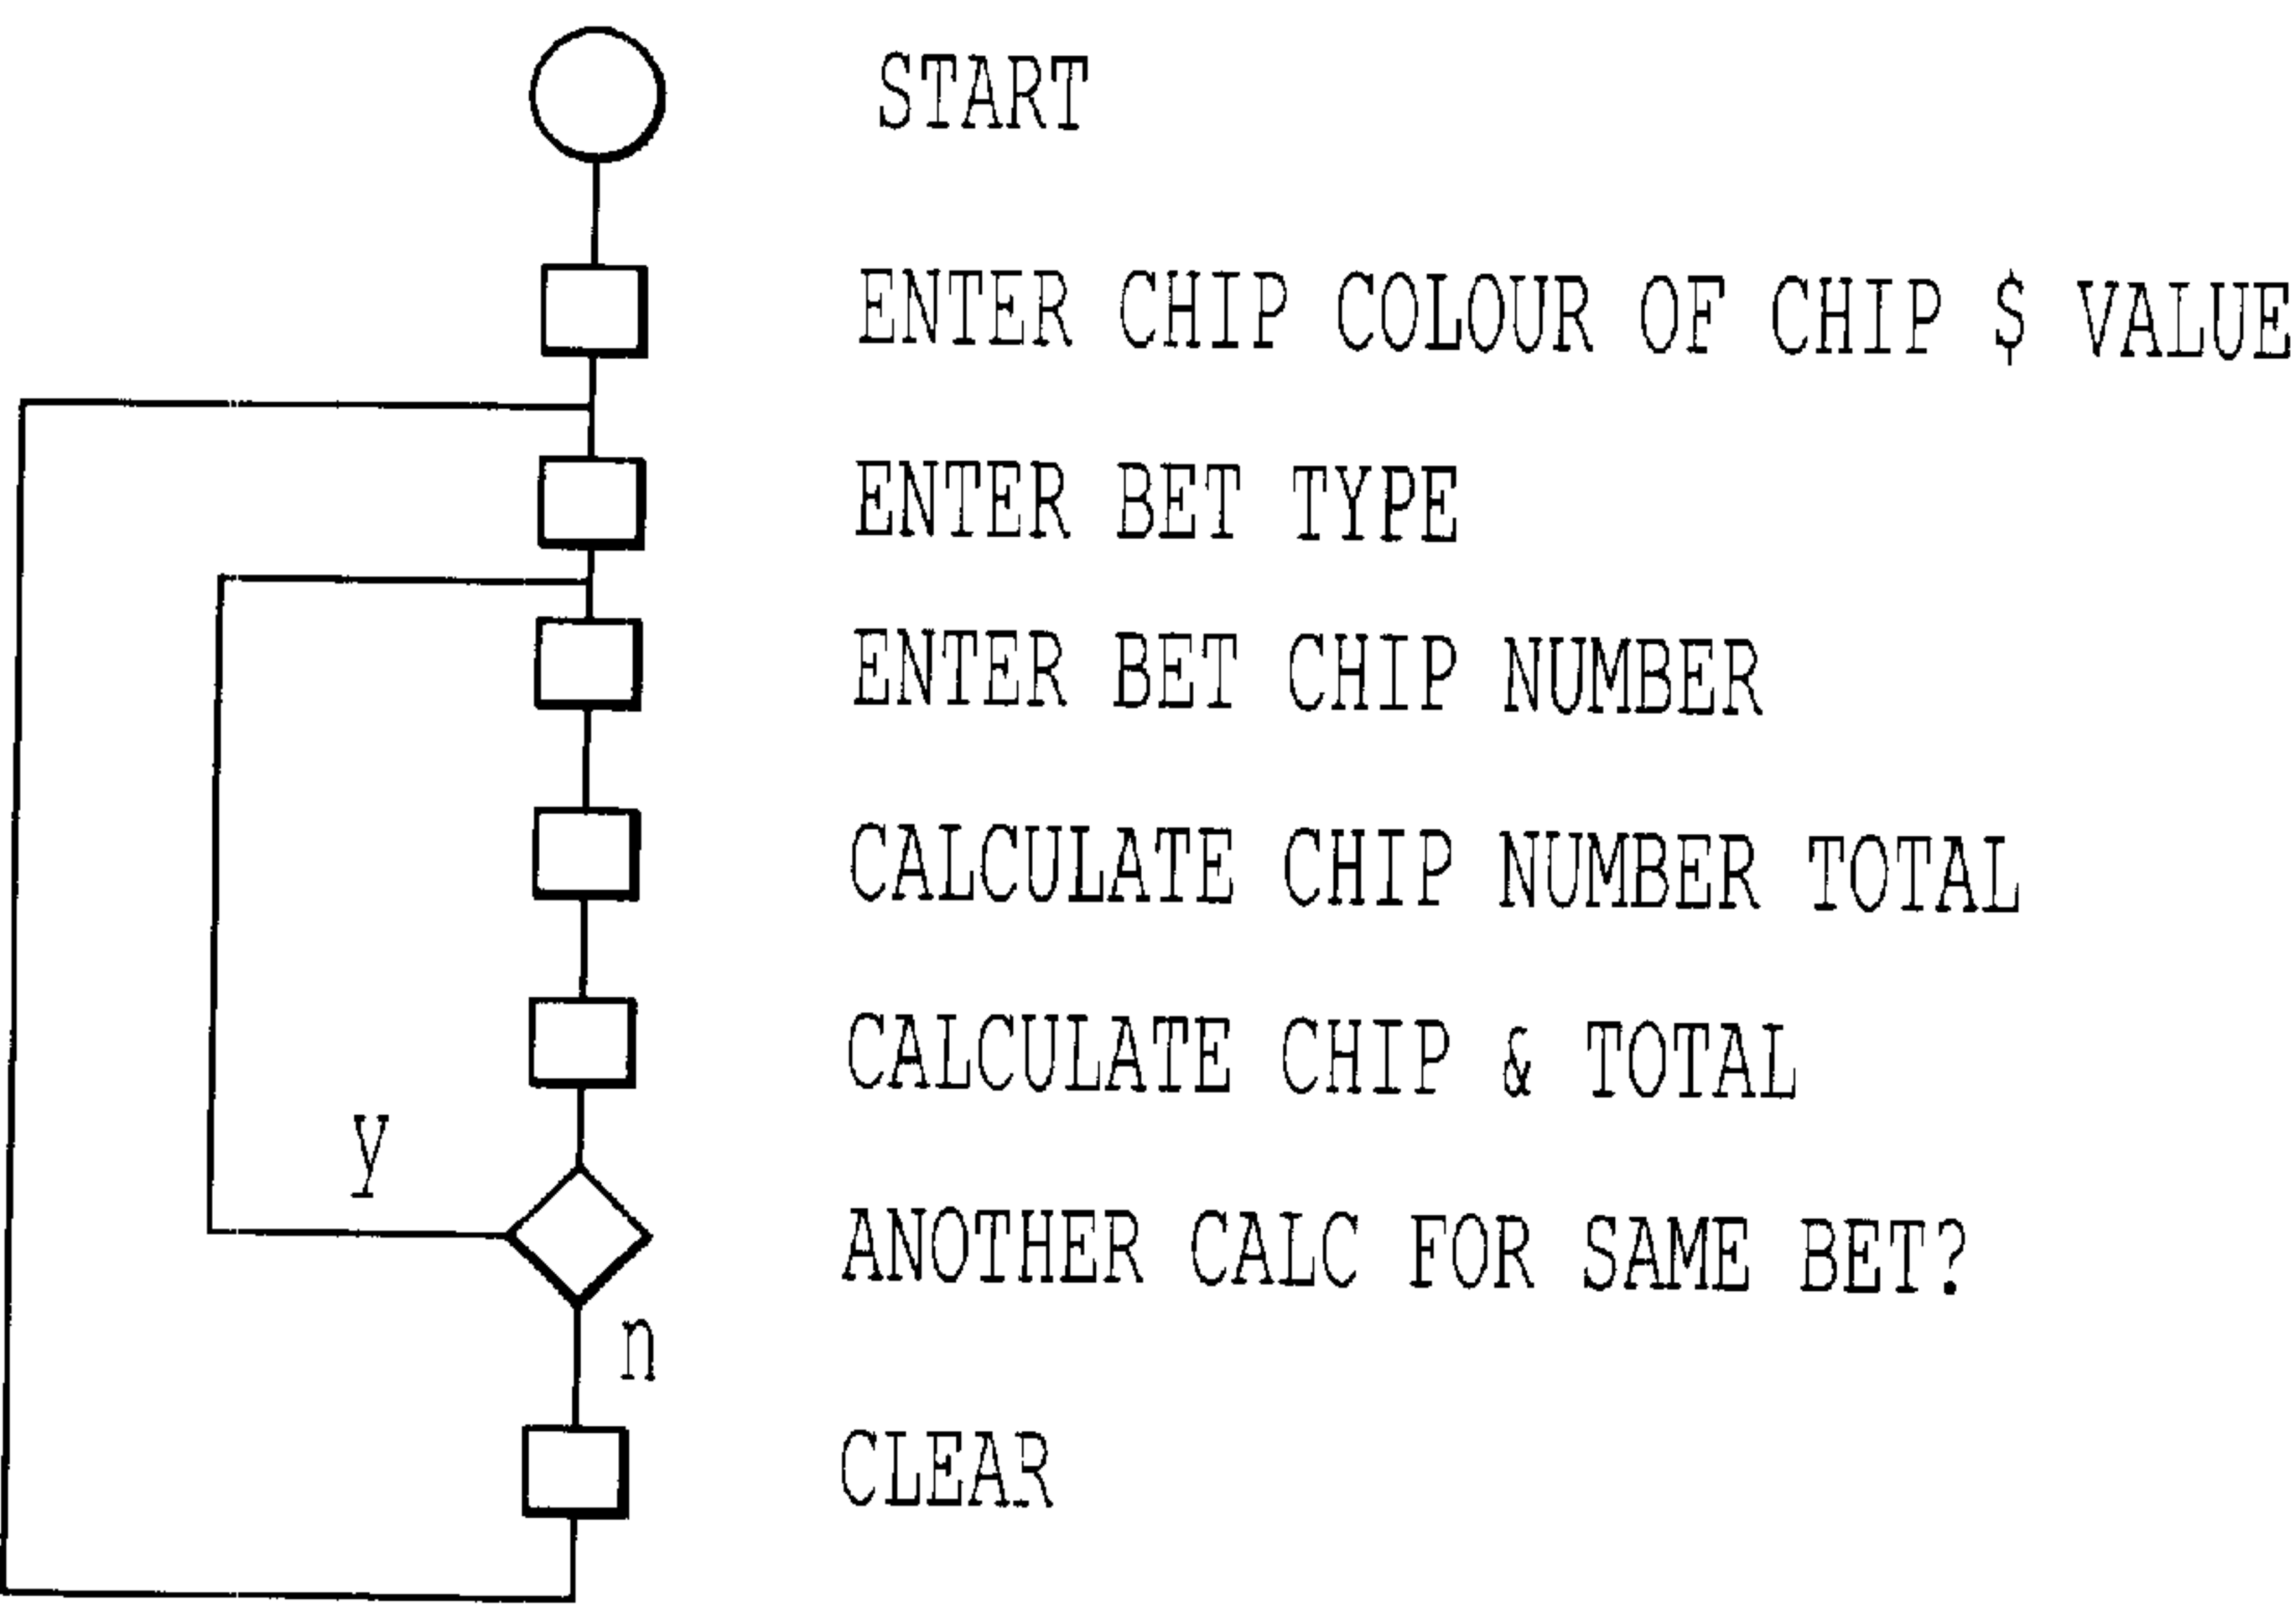 START
ENTER CHIP COLOUR OF CHIP $ VALUE
ENTER BET TYPE
ENTER BET CHIP NUMBER
CALCULATE CHIP NUMBER TOTAL
CALCULATE CHIP & TOTAL
y
ANOTHER CALC FOR SAME BET?
n
CLEAR